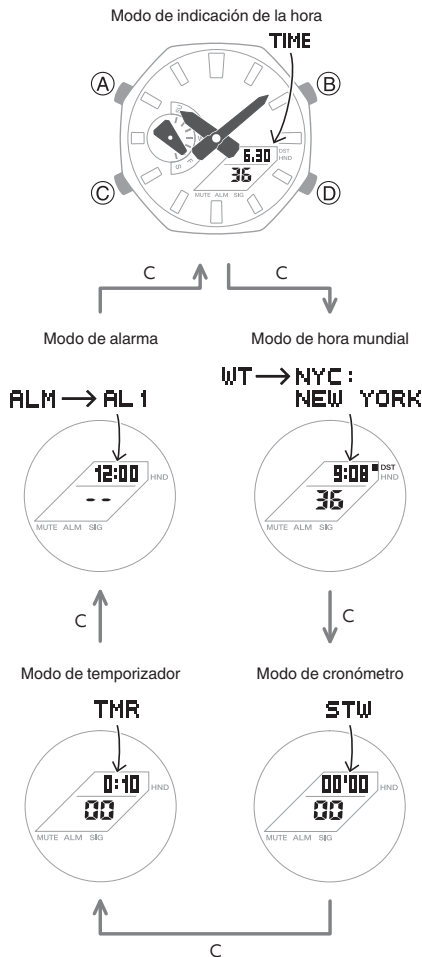 Modo de indicación de la hora
TIME
A
B
SU
F
S
6.30 DST
HND
36
MUTE ALM SIG
C
D
C
C
Modo de alarma
Modo de hora mundial
ALM → AL1
WT → NYC:
NEW YORK
12:00
HND
--
MUTE ALM SIG
9:08 DST
HND
36
MUTE ALM SIG
C
C
Modo de temporizador
Modo de cronómetro
TMR
STW
0:10
HND
00
MUTE ALM SIG
00'00
HND
00
MUTE ALM SIG
C